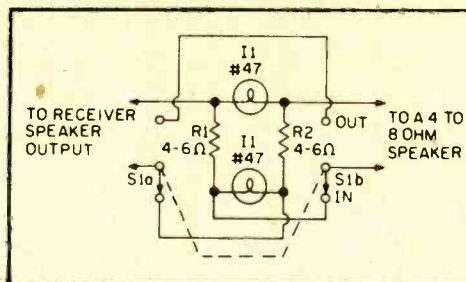 I1
#47
TO RECEIVER
SPEAKER
OUTPUT
R1
4-6Ω
R2
4-6Ω
OUT
TO A 4 TO
8 OHM
SPEAKER
I1
#47
S1a
S1b
IN